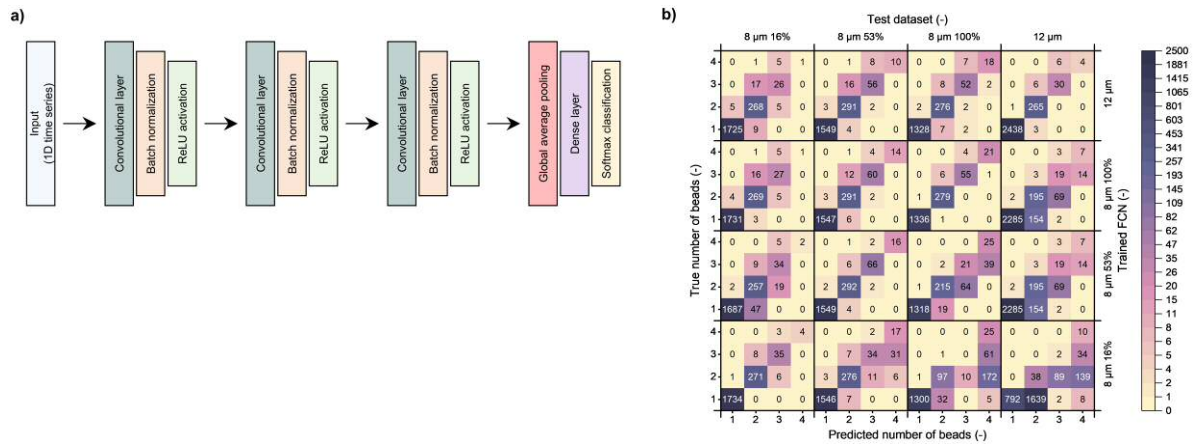 a)
Input
(1D time series)
Convolutional layer
Batch normalization
ReLU activation
Convolutional layer
Batch normalization
ReLU activation
Convolutional layer
Batch normalization
ReLU activation
Global average pooling
Dense layer
Softmax classification
b)
Test dataset (-)
8 µm 16% 8 µm 53% 8 µm 100% 12 µm
4 0 1 5 1 0 1 8 10 0 0 7 18 0 0 6 4
3 0 17 26 0 0 16 56 0 0 8 52 2 0 6 30 0
2 5 268 5 0 3 291 2 0 2 276 2 0 1 265 0 0
1 1725 9 0 0 1549 4 0 0 1328 7 2 0 2438 3 0 0
12 µm
4 0 1 5 1 0 1 4 14 0 0 4 21 0 0 3 7
3 0 16 27 0 0 12 60 0 0 6 55 1 0 3 19 14
2 4 269 5 0 2 291 2 0 1 279 0 0 2 195 69 0
1 1731 3 0 0 1547 6 0 0 1336 1 0 0 2285 154 2 0
8 µm 100%
4 0 0 5 2 0 1 2 16 0 0 0 25 0 0 3 7
3 0 9 34 0 0 6 66 0 0 2 21 39 0 3 19 14
2 2 257 19 0 2 292 2 0 1 215 64 0 2 195 69 0
1 1687 47 0 0 1549 4 0 0 1318 19 0 0 2285 154 2 0
8 µm 53%
4 0 0 3 4 0 0 2 17 0 0 0 25 0 0 0 10
3 0 8 35 0 0 7 34 31 0 1 0 61 0 0 2 34
2 1 271 6 0 3 276 11 6 1 97 10 172 0 38 89 139
1 1734 0 0 0 1546 7 0 0 1300 32 0 5 792 1639 2 8
8 µm 16%
1 2 3 4 1 2 3 4 1 2 3 4 1 2 3 4
Predicted number of beads (-)
True number of beads (-)
Trained FCN (-)
2500
1881
1415
1065
801
603
453
341
257
193
145
109
82
62
47
35
26
20
15
11
8
6
5
4
3
2
1
0